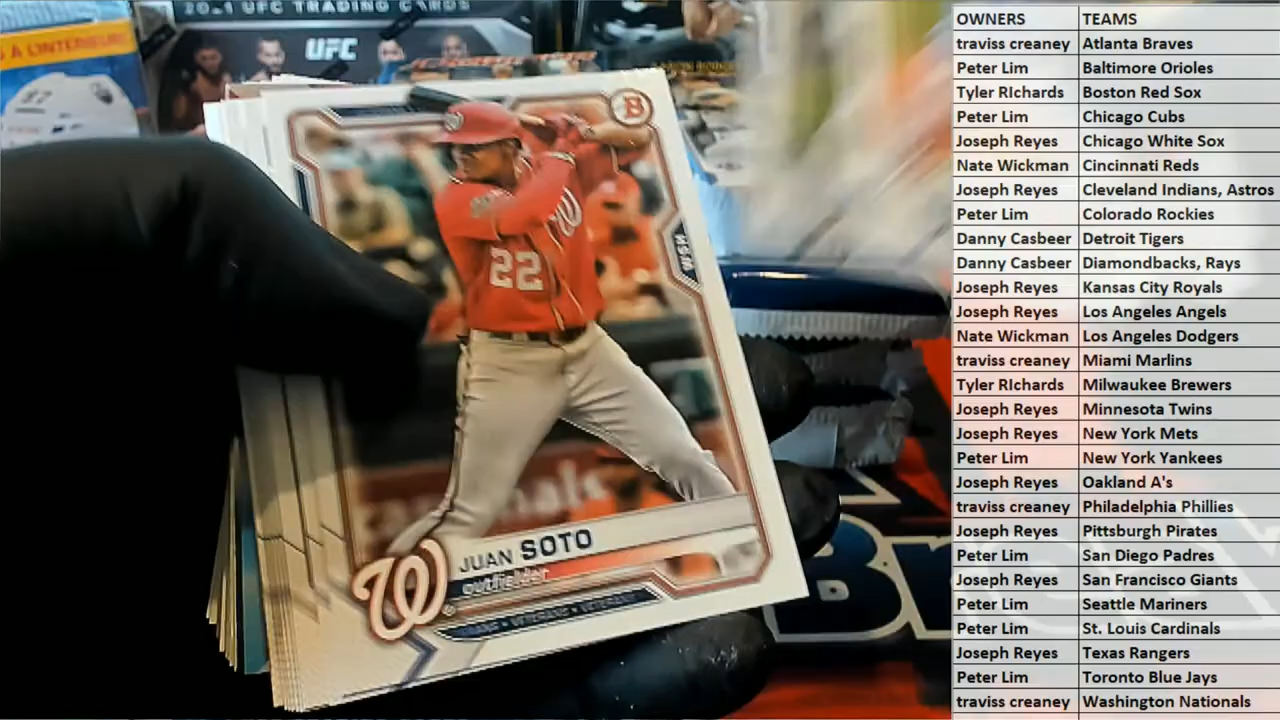 2021 UFC TRADING CARDS
UFC
B
WSH
22
W
JUAN SOTO
outfielder
VETERANS • VETERANS
W
OWNERS TEAMS
traviss creaney Atlanta Braves
Peter Lim Baltimore Orioles
Tyler RIchards Boston Red Sox
Peter Lim Chicago Cubs
Joseph Reyes Chicago White Sox
Nate Wickman Cincinnati Reds
Joseph Reyes Cleveland Indians, Astros
Peter Lim Colorado Rockies
Danny Casbeer Detroit Tigers
Danny Casbeer Diamondbacks, Rays
Joseph Reyes Kansas City Royals
Joseph Reyes Los Angeles Angels
Nate Wickman Los Angeles Dodgers
traviss creaney Miami Marlins
Tyler RIchards Milwaukee Brewers
Joseph Reyes Minnesota Twins
Joseph Reyes New York Mets
Peter Lim New York Yankees
Joseph Reyes Oakland A's
traviss creaney Philadelphia Phillies
Joseph Reyes Pittsburgh Pirates
Peter Lim San Diego Padres
Joseph Reyes San Francisco Giants
Peter Lim Seattle Mariners
Peter Lim St. Louis Cardinals
Joseph Reyes Texas Rangers
Peter Lim Toronto Blue Jays
traviss creaney Washington Nationals